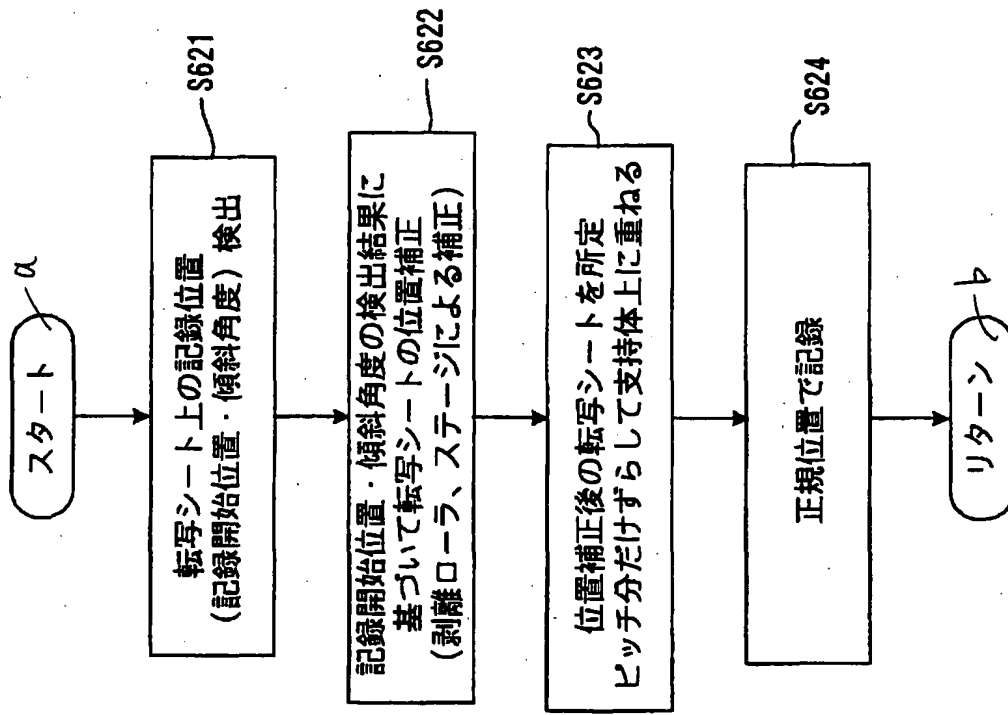 スタート
a
転写シート上の記録位置
(記録開始位置・傾斜角度) 検出
S621
記録開始位置・傾斜角度の検出結果に
基づいて転写シートの位置補正
(剥離ローラ、ステージによる補正)
S622
位置補正後の転写シートを所定
ピッチ分だけずらして支持体上に重ねる
S623
正規位置で記録
S624
リターン
b